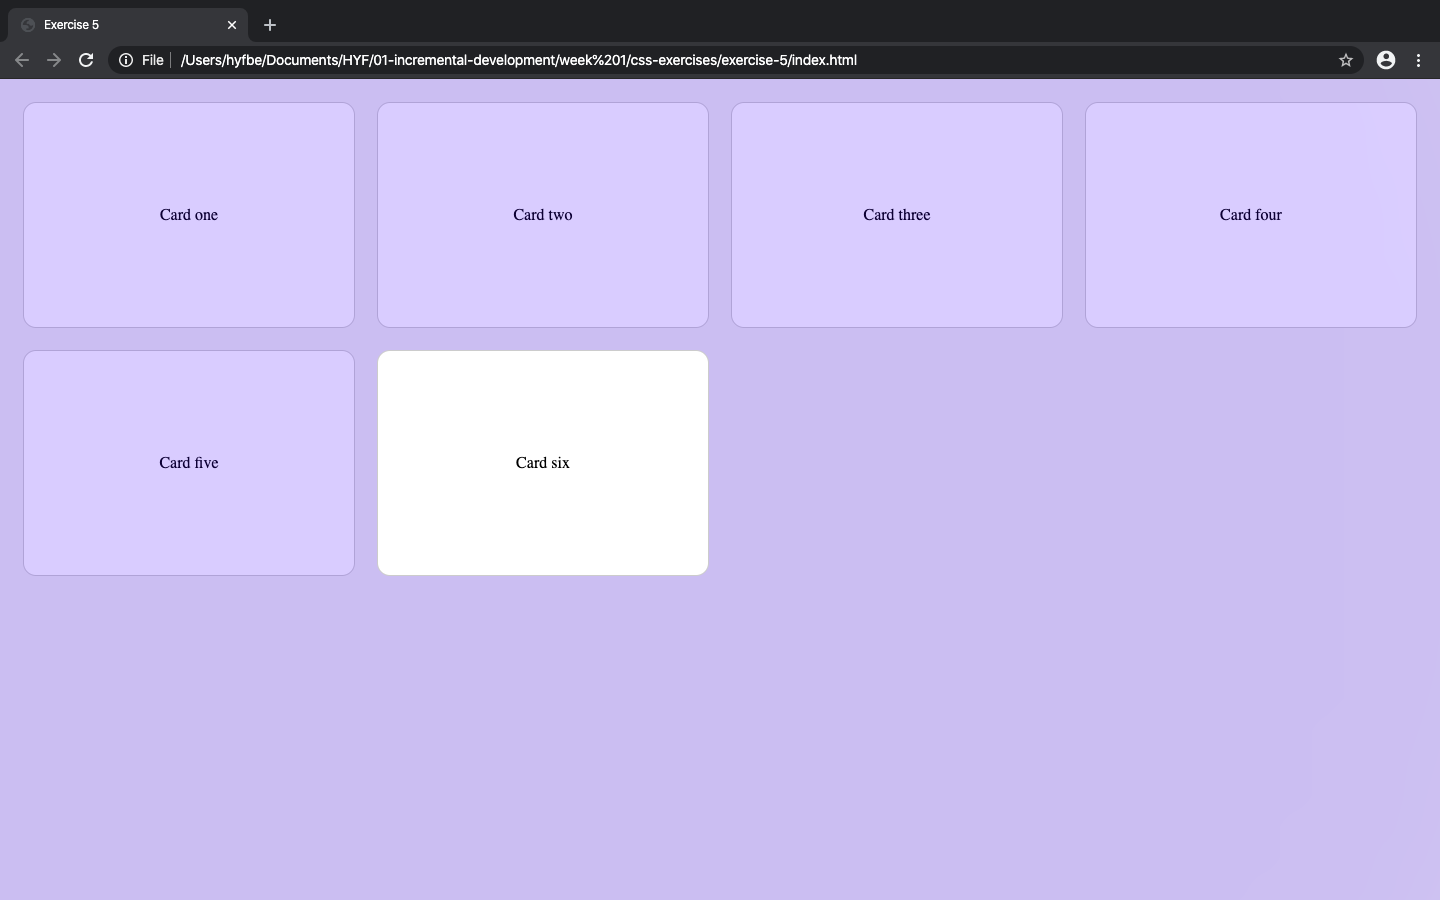 Exercise 5
File
/Users/hyfbe/Documents/HYF/01-incremental-development/week%201/css-exercises/exercise-5/index.html
Card one
Card two
Card three
Card four
Card five
Card six